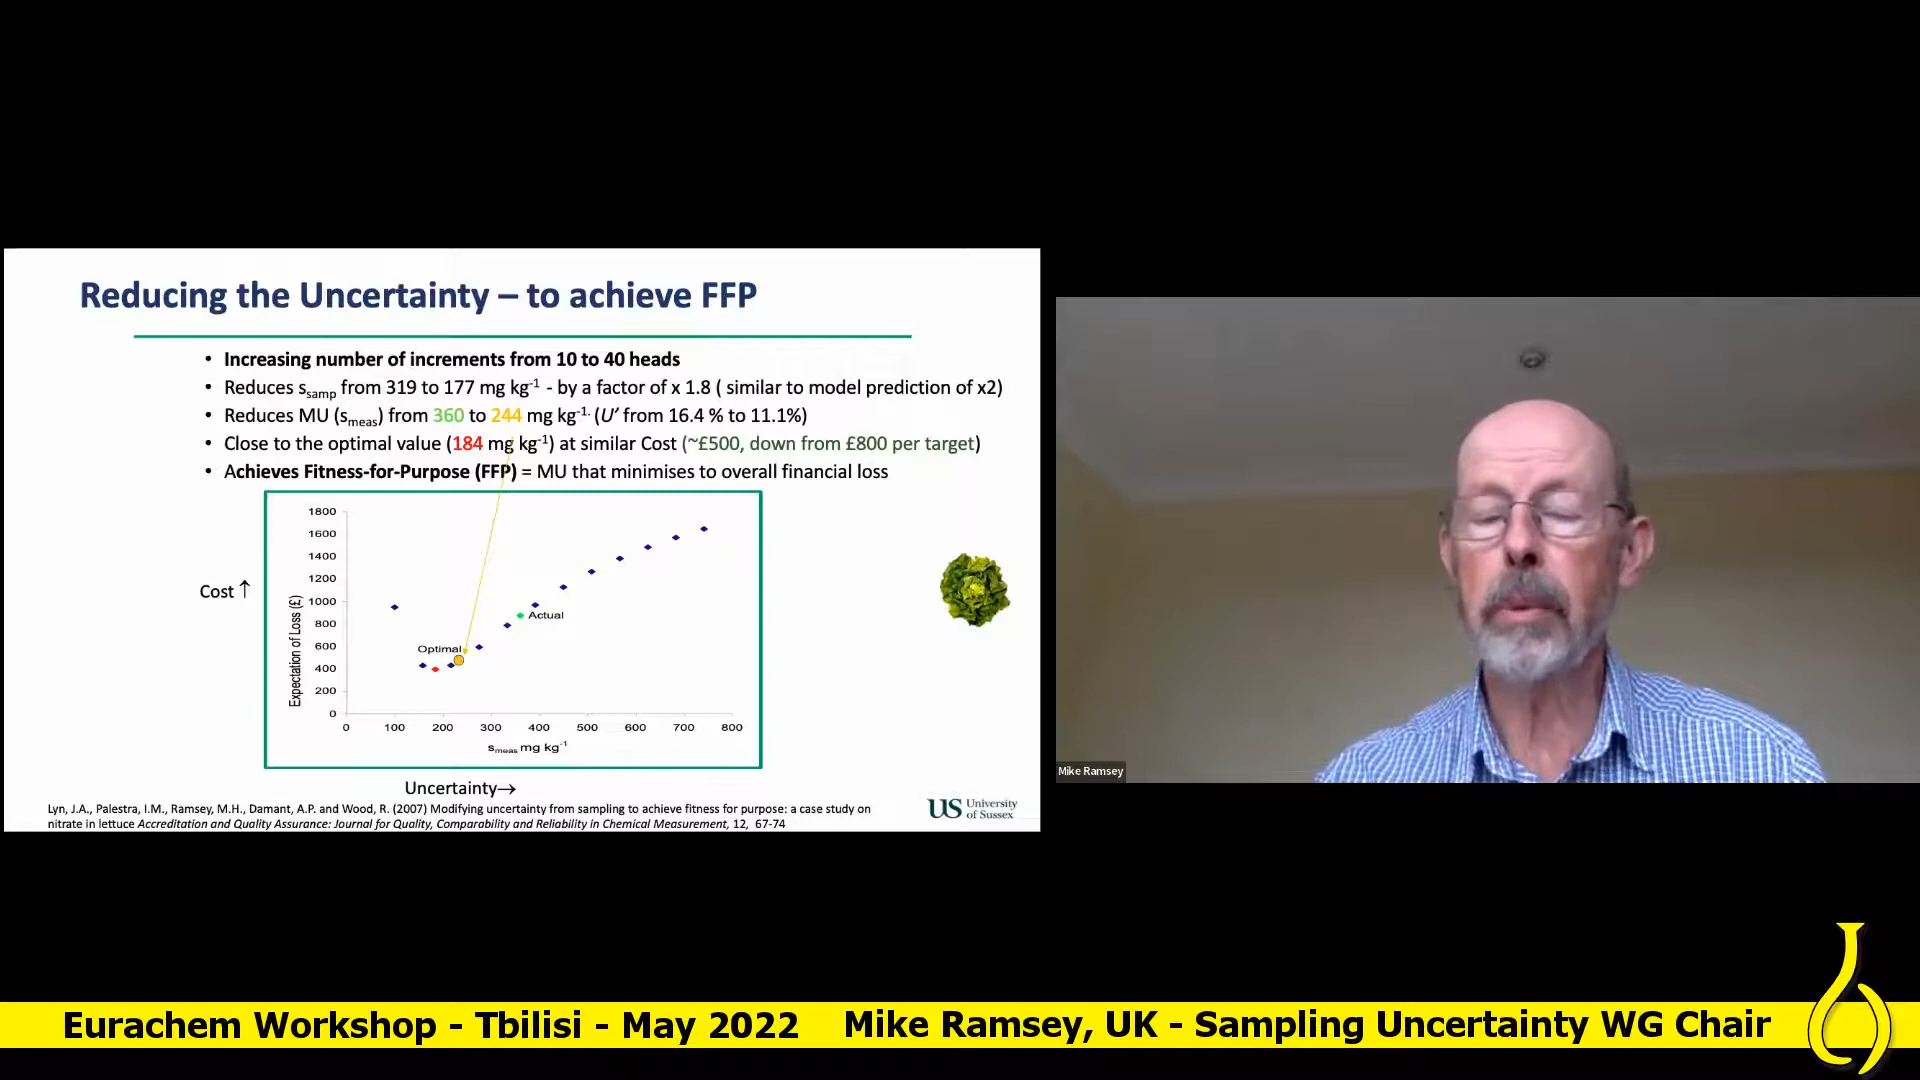 Reducing the Uncertainty – to achieve FFP
• Increasing number of increments from 10 to 40 heads
• Reduces s_samp from 319 to 177 mg kg⁻¹ - by a factor of x 1.8 ( similar to model prediction of x2)
• Reduces MU (s_meas) from 360 to 244 mg kg⁻¹· (U′ from 16.4 % to 11.1%)
• Close to the optimal value (184 mg kg⁻¹) at similar Cost (~£500, down from £800 per target)
• Achieves Fitness-for-Purpose (FFP) = MU that minimises to overall financial loss
Cost ↑
Expectation of Loss (£)
1800
1600
1400
1200
1000
800
600
400
200
0
Actual
Optimal
0 100 200 300 400 500 600 700 800
s_meas mg kg⁻¹
Uncertainty→
Lyn, J.A., Palestra, I.M., Ramsey, M.H., Damant, A.P. and Wood, R. (2007) Modifying uncertainty from sampling to achieve fitness for purpose: a case study on
nitrate in lettuce Accreditation and Quality Assurance: Journal for Quality, Comparability and Reliability in Chemical Measurement, 12, 67-74
US University
of Sussex
Mike Ramsey
Eurachem Workshop - Tbilisi - May 2022 Mike Ramsey, UK - Sampling Uncertainty WG Chair